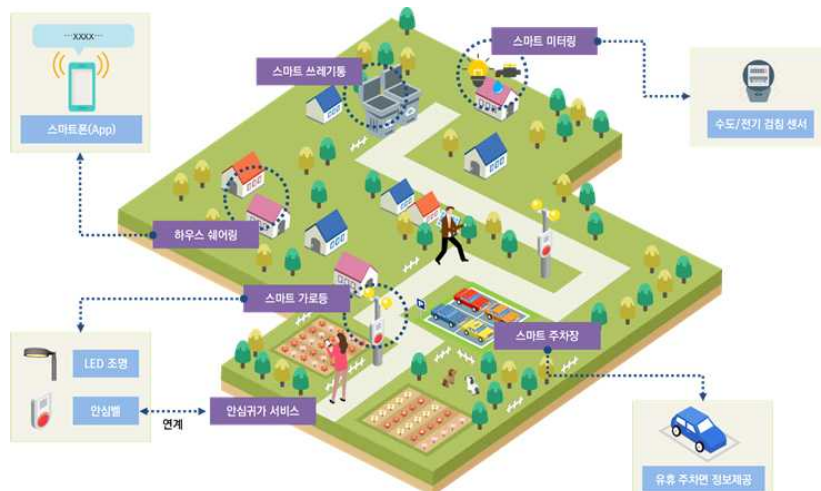 ···xxxx···
스마트폰(App)
스마트 쓰레기통
스마트 미터링
수도/전기 검침 센서
하우스 쉐어링
스마트 가로등
P
스마트 주차장
LED 조명
안심벨
연계
안심귀가 서비스
유휴 주차면 정보제공